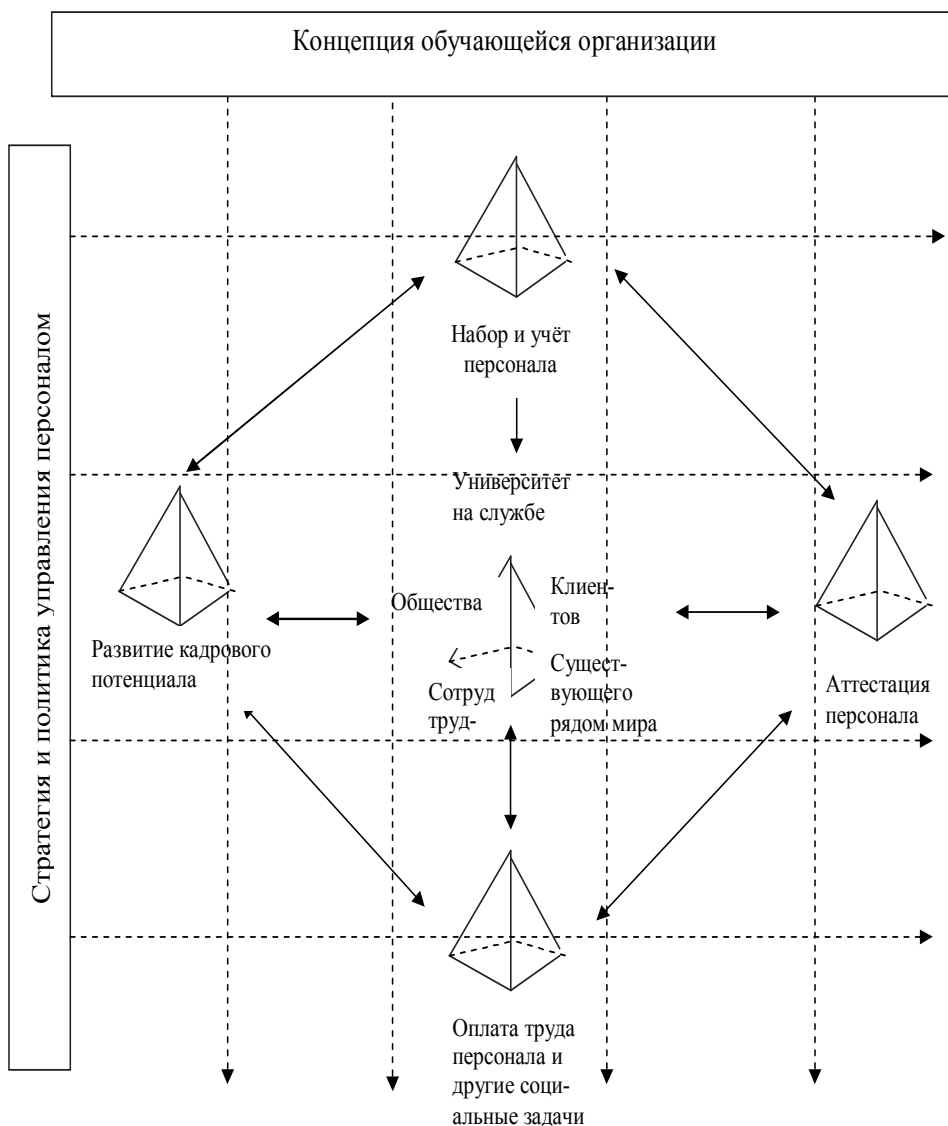 Концепция обучающейся организации
Стратегия и политика управления персоналом
Набор и учёт
персонала
Университет
на службе
Общества
Клиен-
тов
Сотруд
труд-
Сущест-
вующего
рядом мира
Развитие кадрового
потенциала
Аттестация
персонала
Оплата труда
персонала и
другие соци-
альные задачи